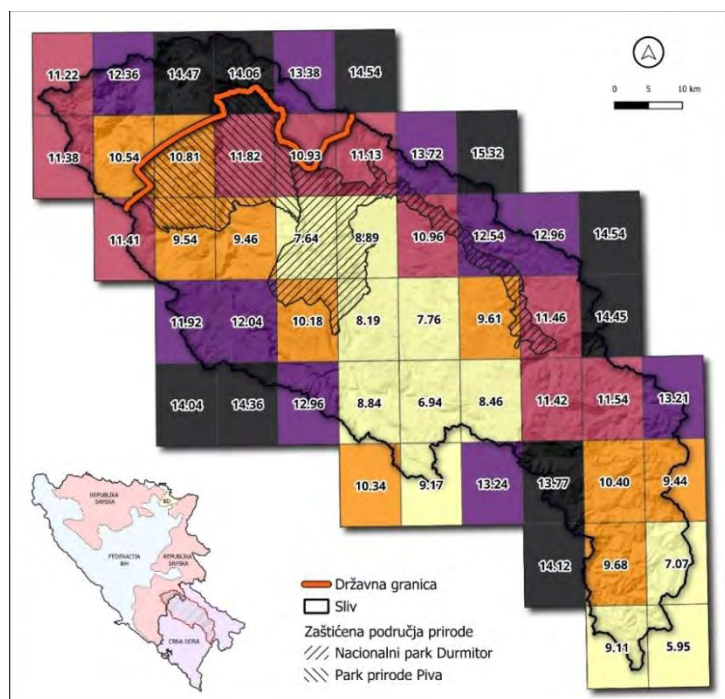 11.22 12.36 14.47 14.06 13.38 14.54
0 5 10 km
11.38 10.54 10.81 11.82 10.93 11.13 13.72 15.32
11.41 9.54 9.46 7.64 8.89 10.96 12.54 12.96 14.54
11.92 12.04 10.18 8.19 7.76 9.61 11.46 14.45
14.04 14.36 12.96 8.84 6.94 8.46 11.42 11.54 13.21
10.34 9.17 13.24 13.77 10.40 9.44
14.12 9.68 7.07
9.11 5.95
REPUBLIKA
SRPSKA
BD
FEDERACIJA
BIH
REPUBLIKA
SRPSKA
CRNA GORA
Državna granica
Sliv
Zaštićena područja prirode
Nacionalni park Durmitor
Park prirode Piva